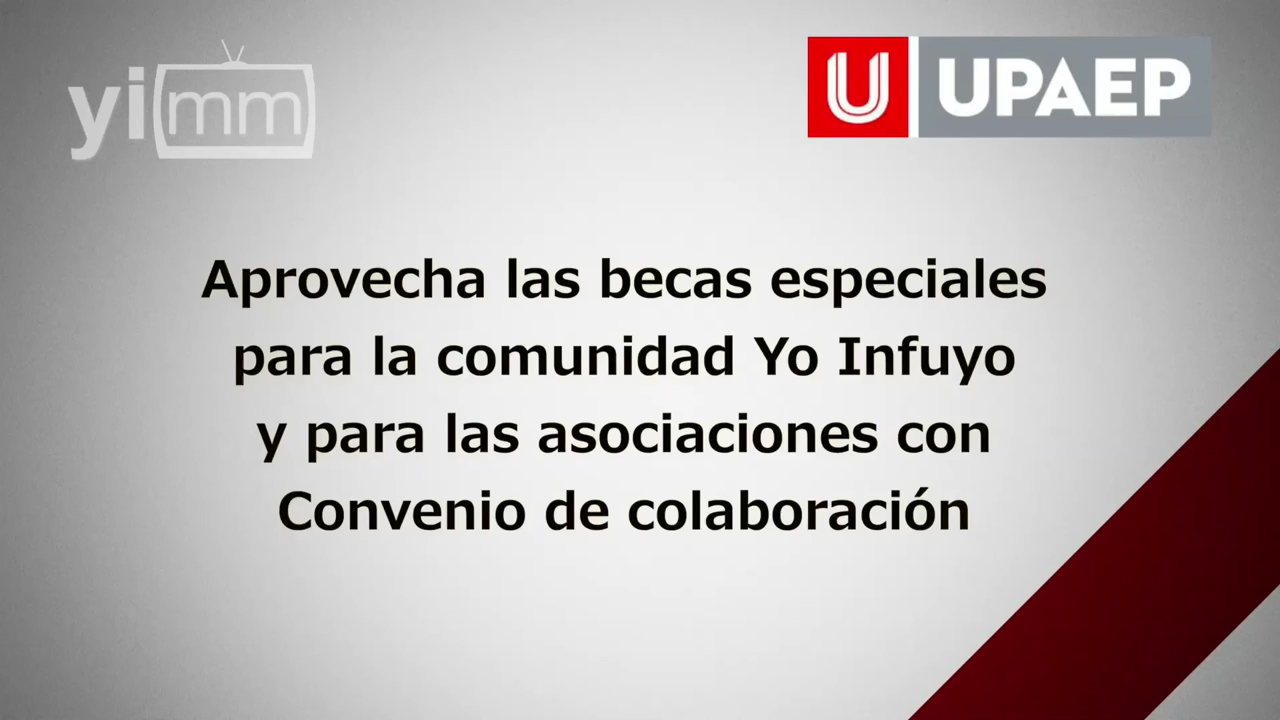 yimm
U UPAEP
Aprovecha las becas especiales
para la comunidad Yo Infuyo
y para las asociaciones con
Convenio de colaboración